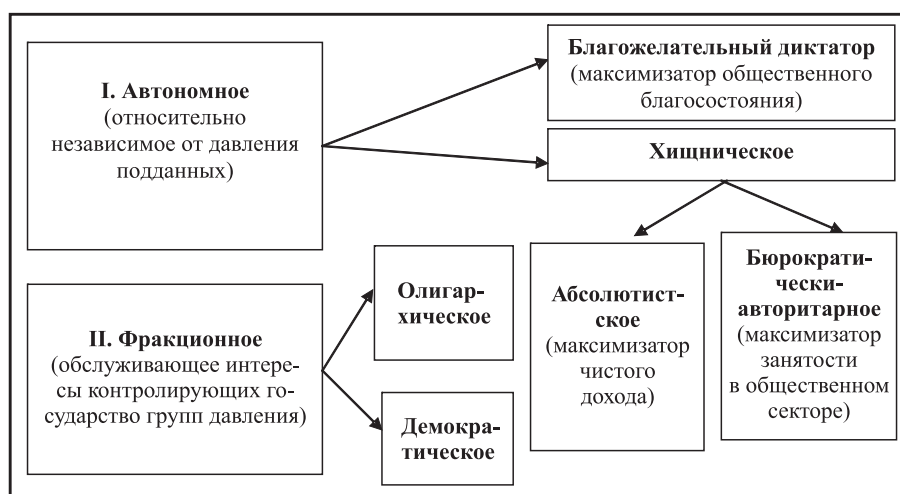 I. Автономное
(относительно
независимое от давления
подданных)
Благожелательный диктатор
(максимизатор общественного
благосостояния)
Хищническое
Абсолютист-
ское
(максимизатор
чистого
дохода)
Бюрократи-
чески-
авторитарное
(максимизатор
занятости
в общественном
секторе)
II. Фракционное
(обслуживающее интере-
сы контролирующих го-
сударство групп давления)
Олигар-
хическое
Демокра-
тическое